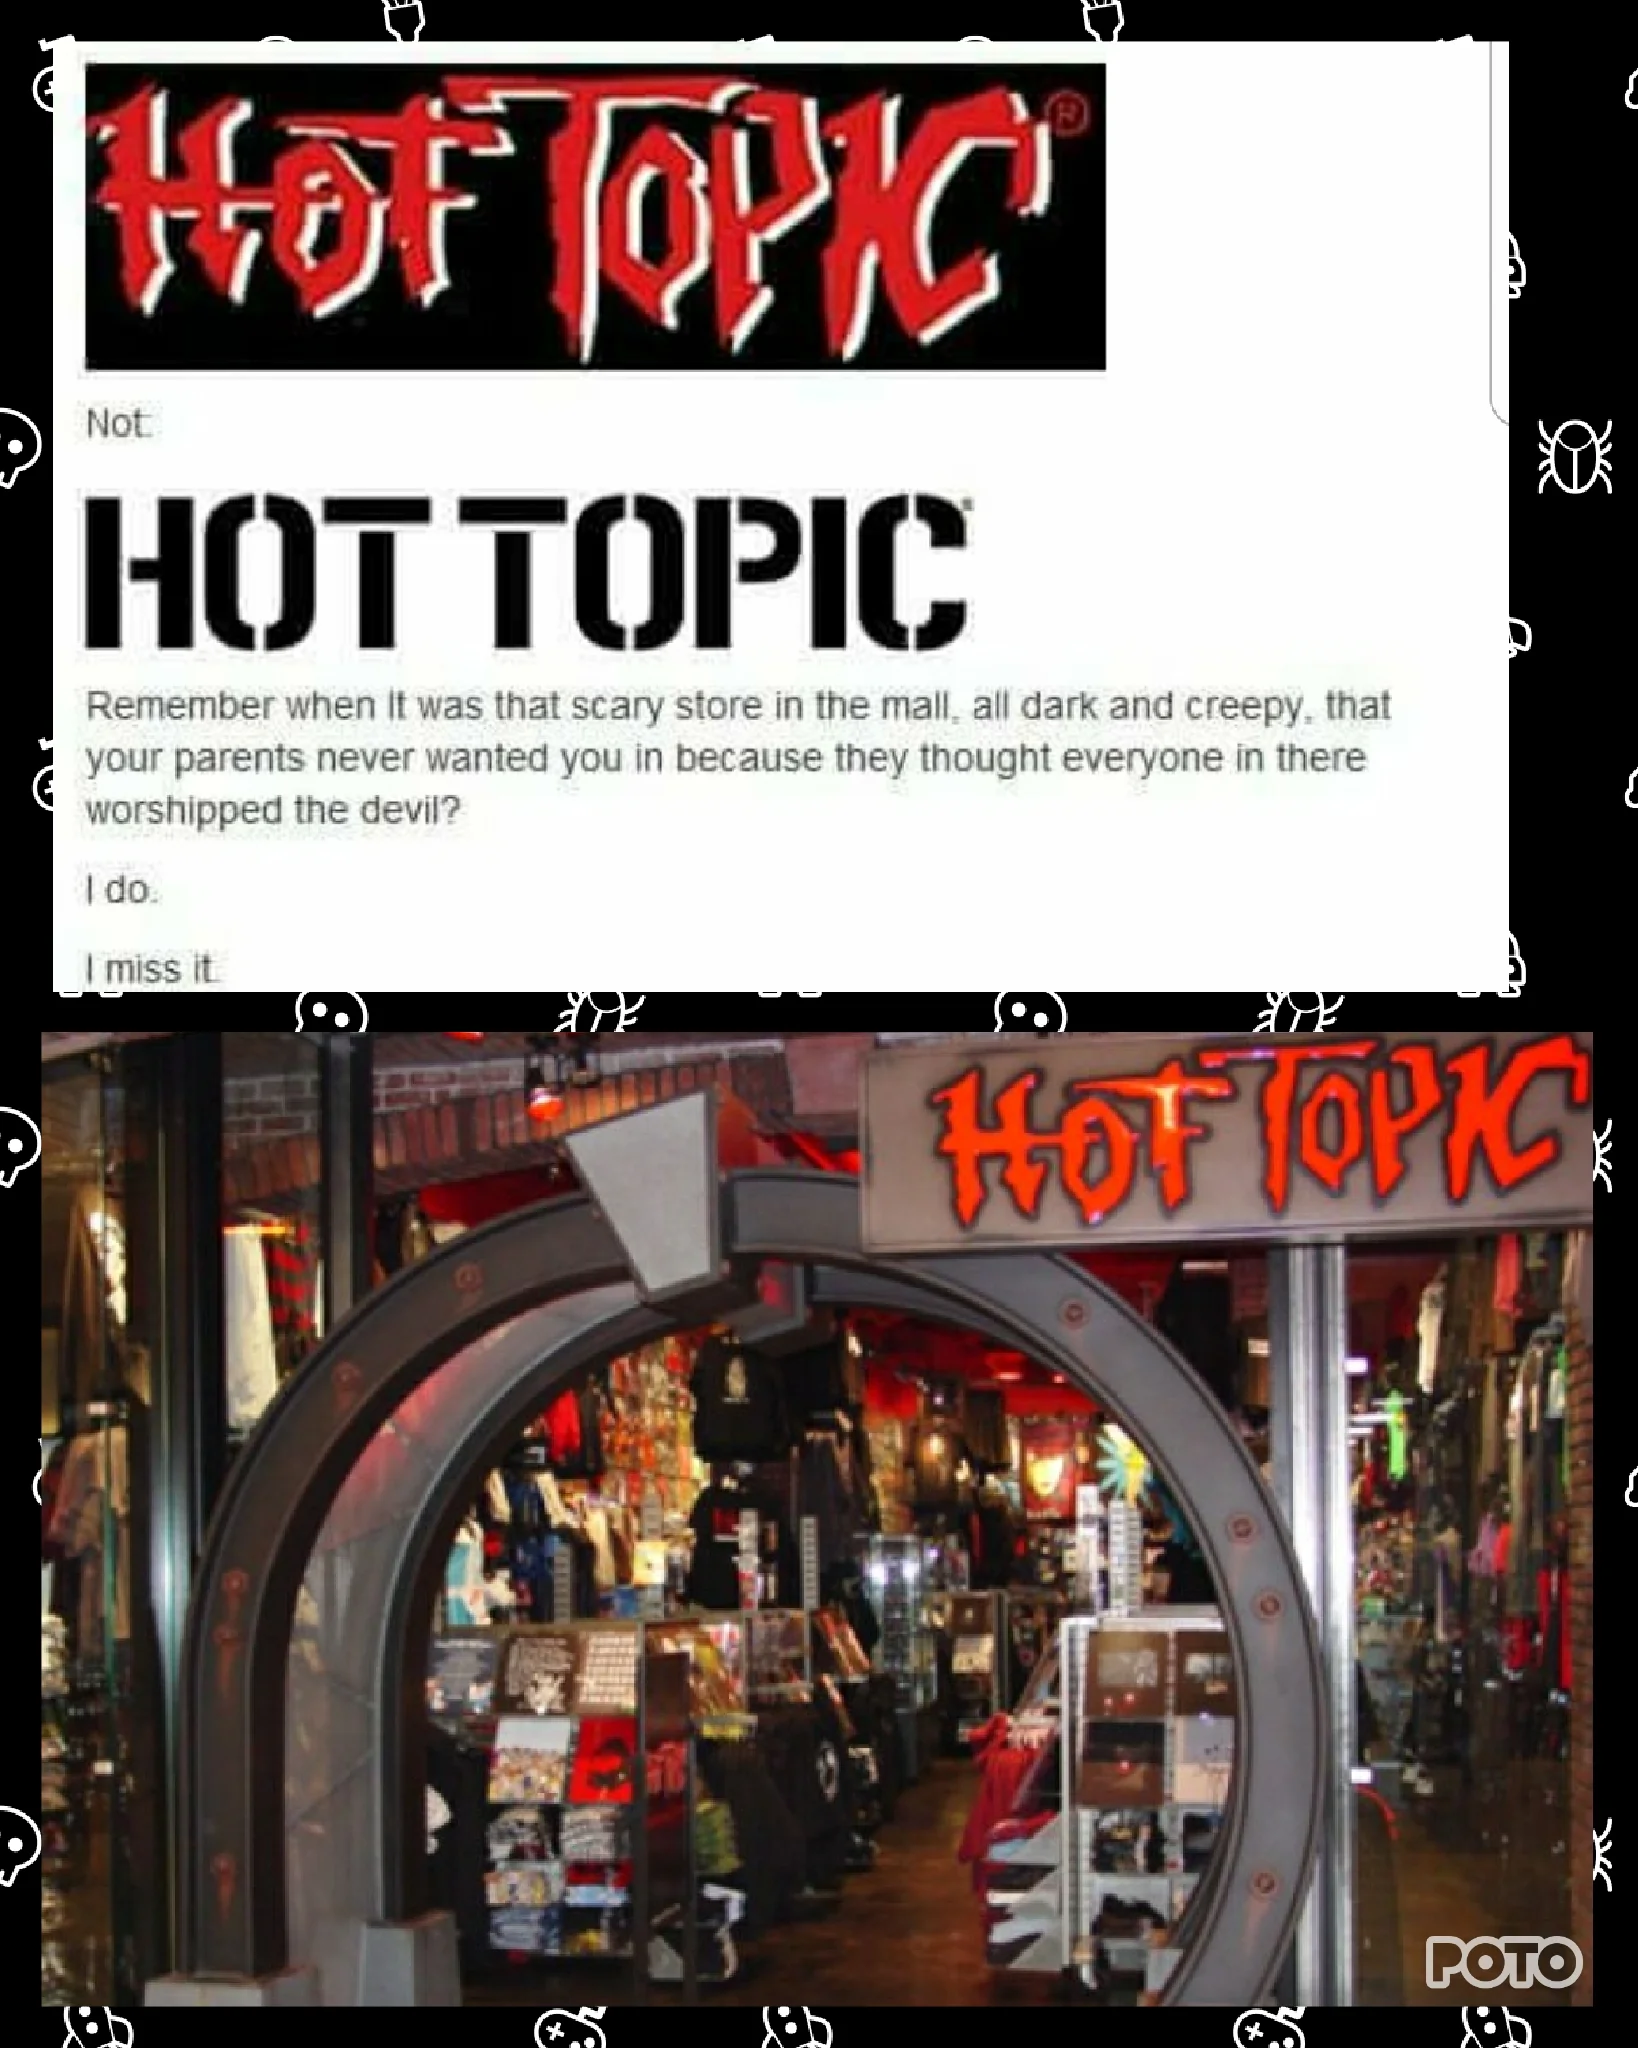 HOT TOPIC ®
Not:
HOT TOPIC
Remember when It was that scary store in the mall, all dark and creepy, that
your parents never wanted you in because they thought everyone in there
worshipped the devil?
I do.
I miss it.
HOT TOPIC
POTO